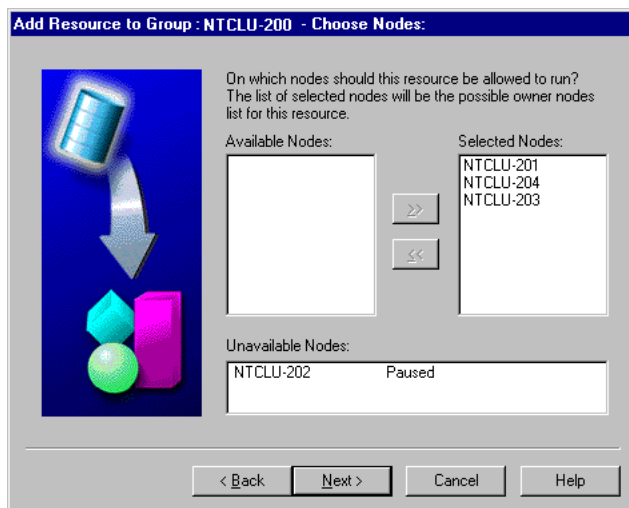 Add Resource to Group : NTCLU-200 - Choose Nodes:
On which nodes should this resource be allowed to run?
The list of selected nodes will be the possible owner nodes
list for this resource.
Available Nodes:
Selected Nodes:
NTCLU-201
NTCLU-204
NTCLU-203
>>
<<
Unavailable Nodes:
NTCLU-202 Paused
< Back Next > Cancel Help